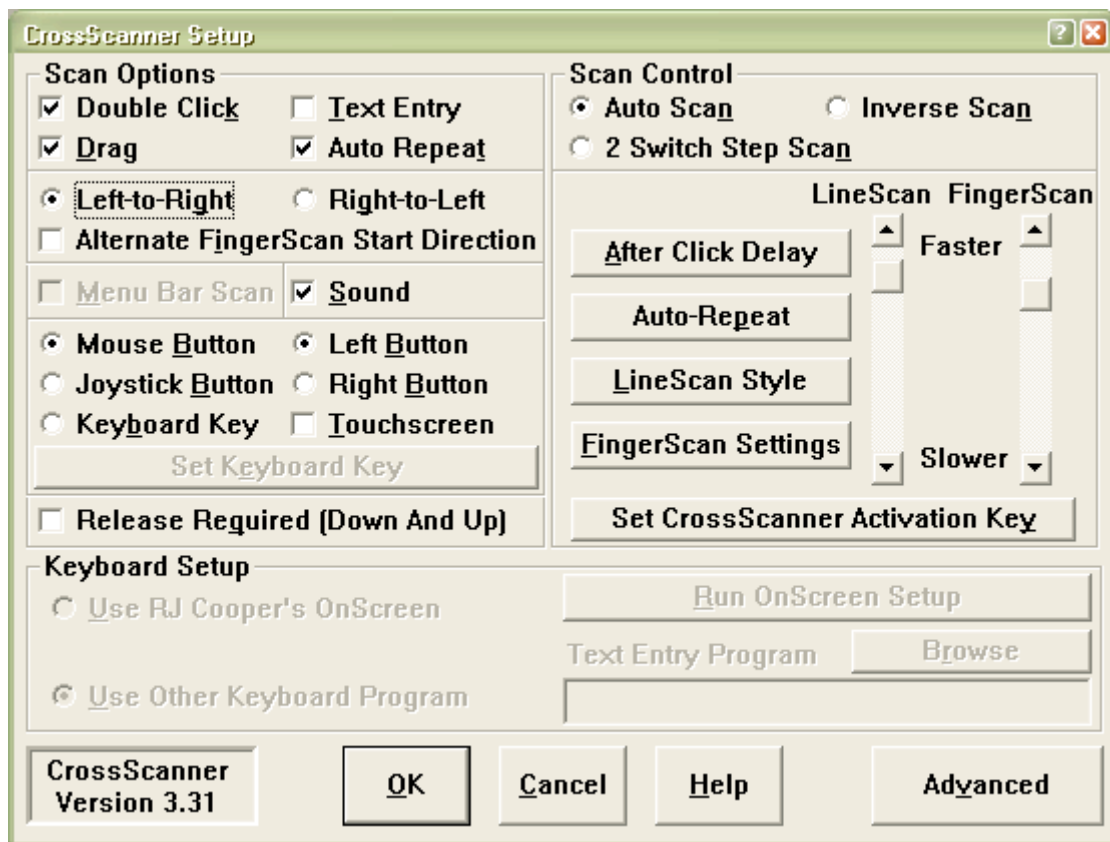 CrossScanner Setup
Scan Options
Double Click Text Entry
Drag Auto Repeat
Left-to-Right Right-to-Left
Alternate FingerScan Start Direction
Menu Bar Scan Sound
Mouse Button Left Button
Joystick Button Right Button
Keyboard Key Touchscreen
Set Keyboard Key
Release Required (Down And Up)
Scan Control
Auto Scan Inverse Scan
2 Switch Step Scan
LineScan FingerScan
After Click Delay Faster
Auto-Repeat
LineScan Style
FingerScan Settings Slower
Set CrossScanner Activation Key
Keyboard Setup
Use RJ Cooper's OnScreen Run OnScreen Setup
Text Entry Program Browse
Use Other Keyboard Program
CrossScanner
Version 3.31
OK Cancel Help Advanced